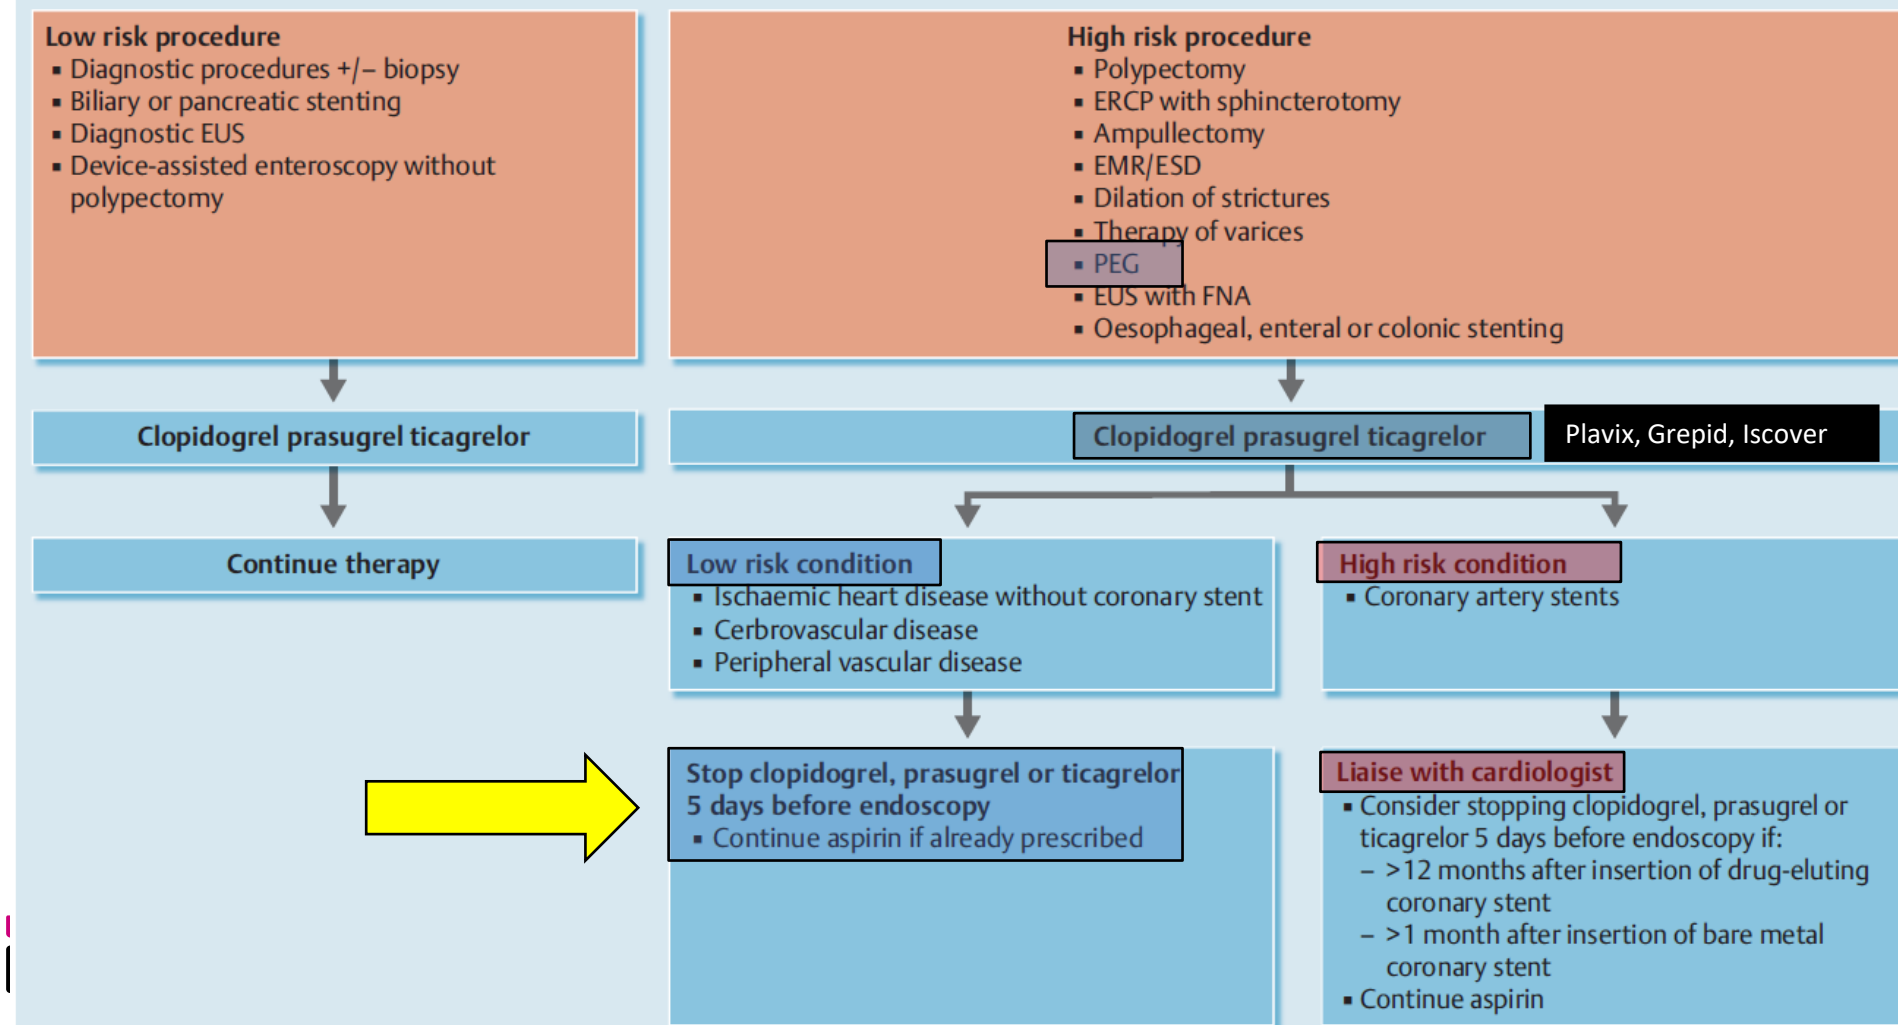 Low risk procedure
▪ Diagnostic procedures +/– biopsy
▪ Biliary or pancreatic stenting
▪ Diagnostic EUS
▪ Device-assisted enteroscopy without
polypectomy
High risk procedure
▪ Polypectomy
▪ ERCP with sphincterotomy
▪ Ampullectomy
▪ EMR/ESD
▪ Dilation of strictures
▪ Therapy of varices
▪ PEG
▪ EUS with FNA
▪ Oesophageal, enteral or colonic stenting
Clopidogrel prasugrel ticagrelor
Clopidogrel prasugrel ticagrelor
Plavix, Grepid, Iscover
Continue therapy
Low risk condition
▪ Ischaemic heart disease without coronary stent
▪ Cerbrovascular disease
▪ Peripheral vascular disease
High risk condition
▪ Coronary artery stents
Stop clopidogrel, prasugrel or ticagrelor
5 days before endoscopy
▪ Continue aspirin if already prescribed
Liaise with cardiologist
▪ Consider stopping clopidogrel, prasugrel or
ticagrelor 5 days before endoscopy if:
– >12 months after insertion of drug-eluting
coronary stent
– >1 month after insertion of bare metal
coronary stent
▪ Continue aspirin